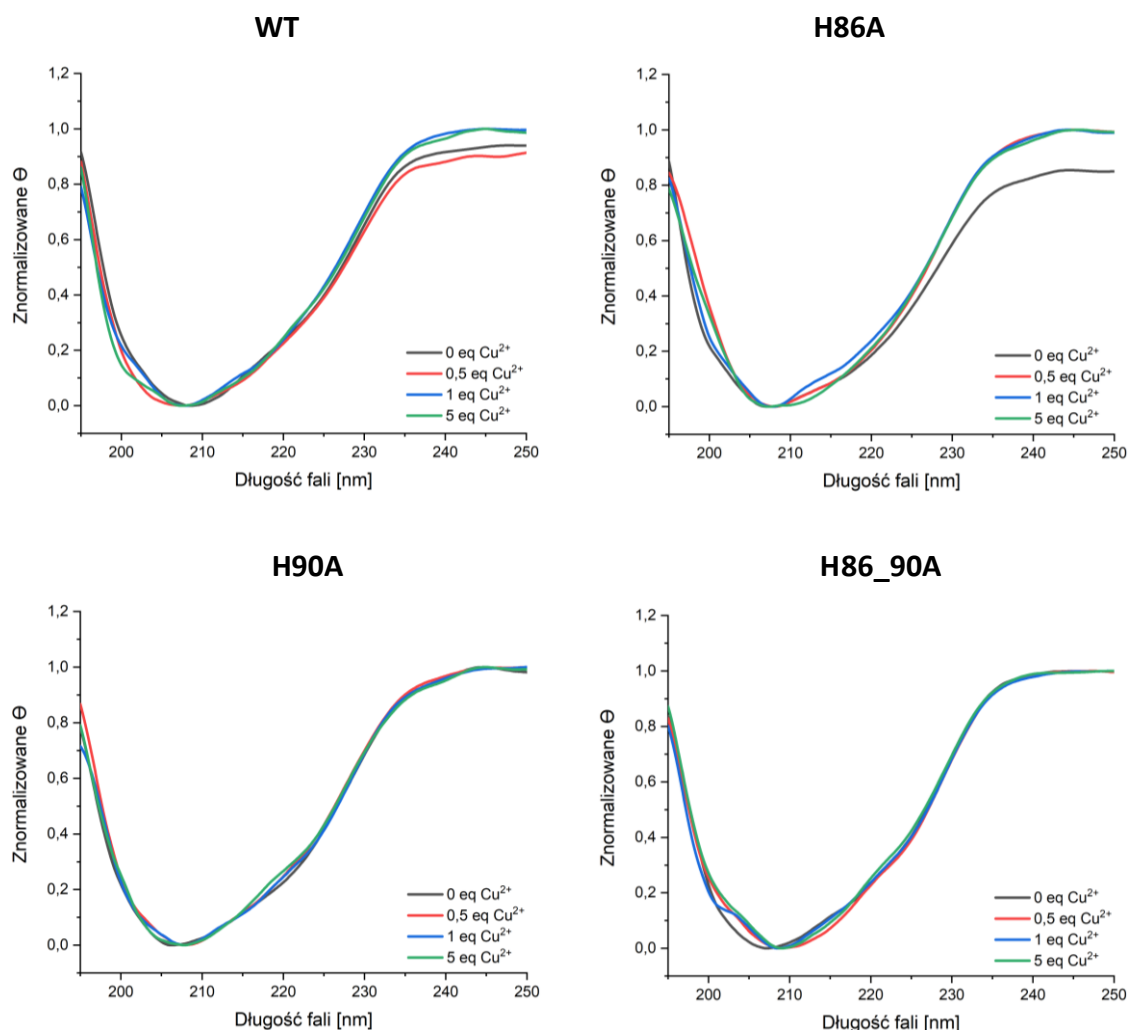 WT
Znormalizowane Θ
1,2
1,0
0,8
0,6
0,4
0,2
0,0
0 eq Cu²⁺
0,5 eq Cu²⁺
1 eq Cu²⁺
5 eq Cu²⁺
200 210 220 230 240 250
Długość fali [nm]
H86A
Znormalizowane Θ
1,2
1,0
0,8
0,6
0,4
0,2
0,0
0 eq Cu²⁺
0,5 eq Cu²⁺
1 eq Cu²⁺
5 eq Cu²⁺
200 210 220 230 240 250
Długość fali [nm]
H90A
Znormalizowane Θ
1,2
1,0
0,8
0,6
0,4
0,2
0,0
0 eq Cu²⁺
0,5 eq Cu²⁺
1 eq Cu²⁺
5 eq Cu²⁺
200 210 220 230 240 250
Długość fali [nm]
H86_90A
Znormalizowane Θ
1,2
1,0
0,8
0,6
0,4
0,2
0,0
0 eq Cu²⁺
0,5 eq Cu²⁺
1 eq Cu²⁺
5 eq Cu²⁺
200 210 220 230 240 250
Długość fali [nm]